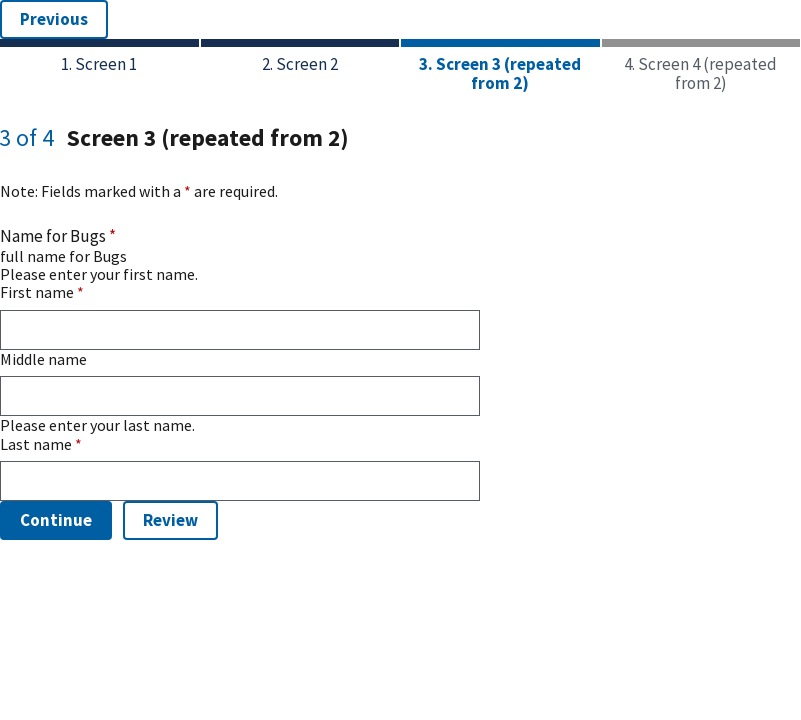 Previous
1. Screen 1
2. Screen 2
3. Screen 3 (repeated
from 2)
4. Screen 4 (repeated
from 2)
3 of 4 Screen 3 (repeated from 2)
Note: Fields marked with a * are required.
Name for Bugs *
full name for Bugs
Please enter your first name.
First name *
Middle name
Please enter your last name.
Last name *
Continue
Review